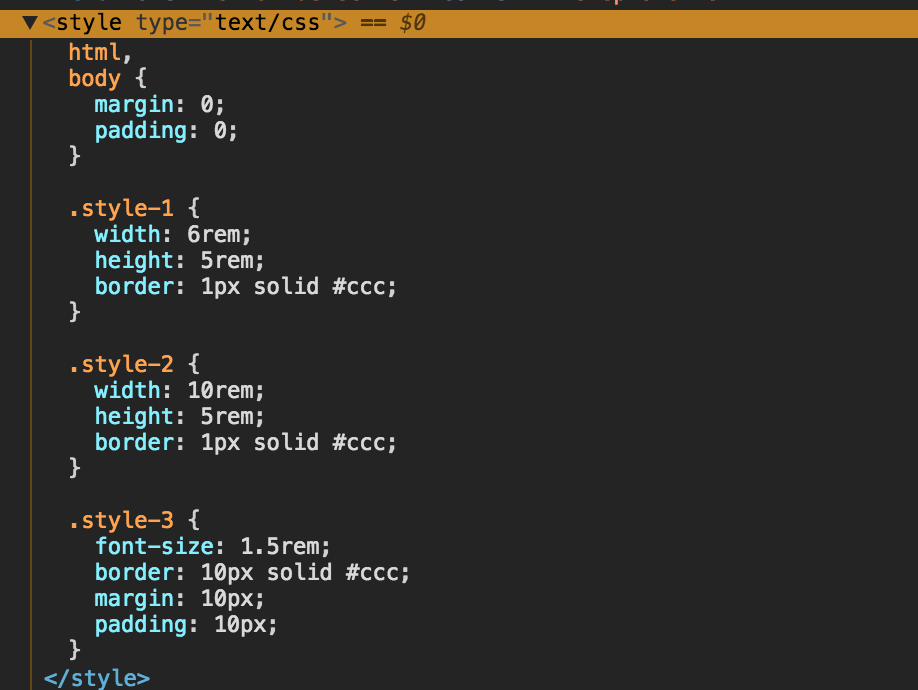 ▼<style type="text/css"> == $0
html,
body {
margin: 0;
padding: 0;
}
.style-1 {
width: 6rem;
height: 5rem;
border: 1px solid #ccc;
}
.style-2 {
width: 10rem;
height: 5rem;
border: 1px solid #ccc;
}
.style-3 {
font-size: 1.5rem;
border: 10px solid #ccc;
margin: 10px;
padding: 10px;
}
</style>